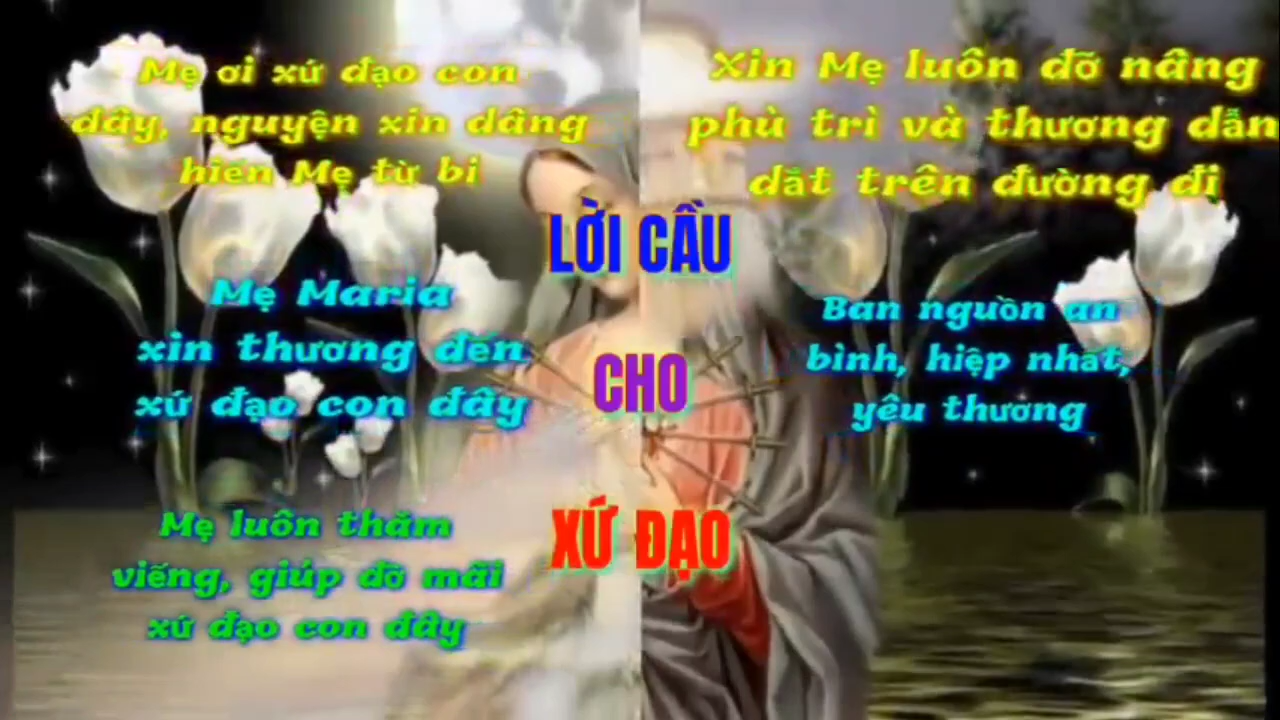 Mẹ ơi xứ đạo con
đây, nguyện xin dâng
hiến Mẹ từ bi
Xin Mẹ luôn đỡ nâng
phù trì và thương dẫn
dắt trên đường đi
LỜI CẦU
CHO
XỨ ĐẠO
Mẹ Maria
xin thương đến
xứ đạo con đây
Ban nguồn an
bình, hiệp nhất,
yêu thương
Mẹ luôn thăm
viếng, giúp đỡ mãi
xứ đạo con đây